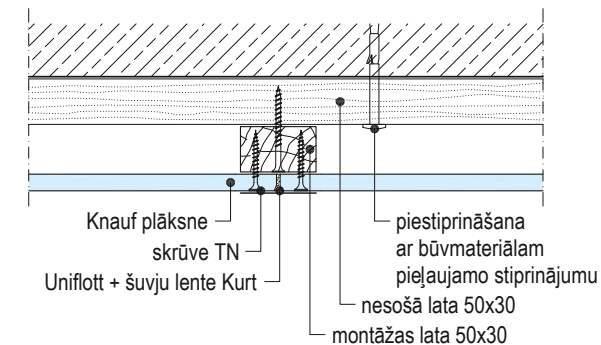 Knauf plāksne
skrūve TN
Uniflott + šuvju lente Kurt
piestiprināšana
ar būvmateriālam
pieļaujamo stiprinājumu
nesošā lata 50x30
montāžas lata 50x30